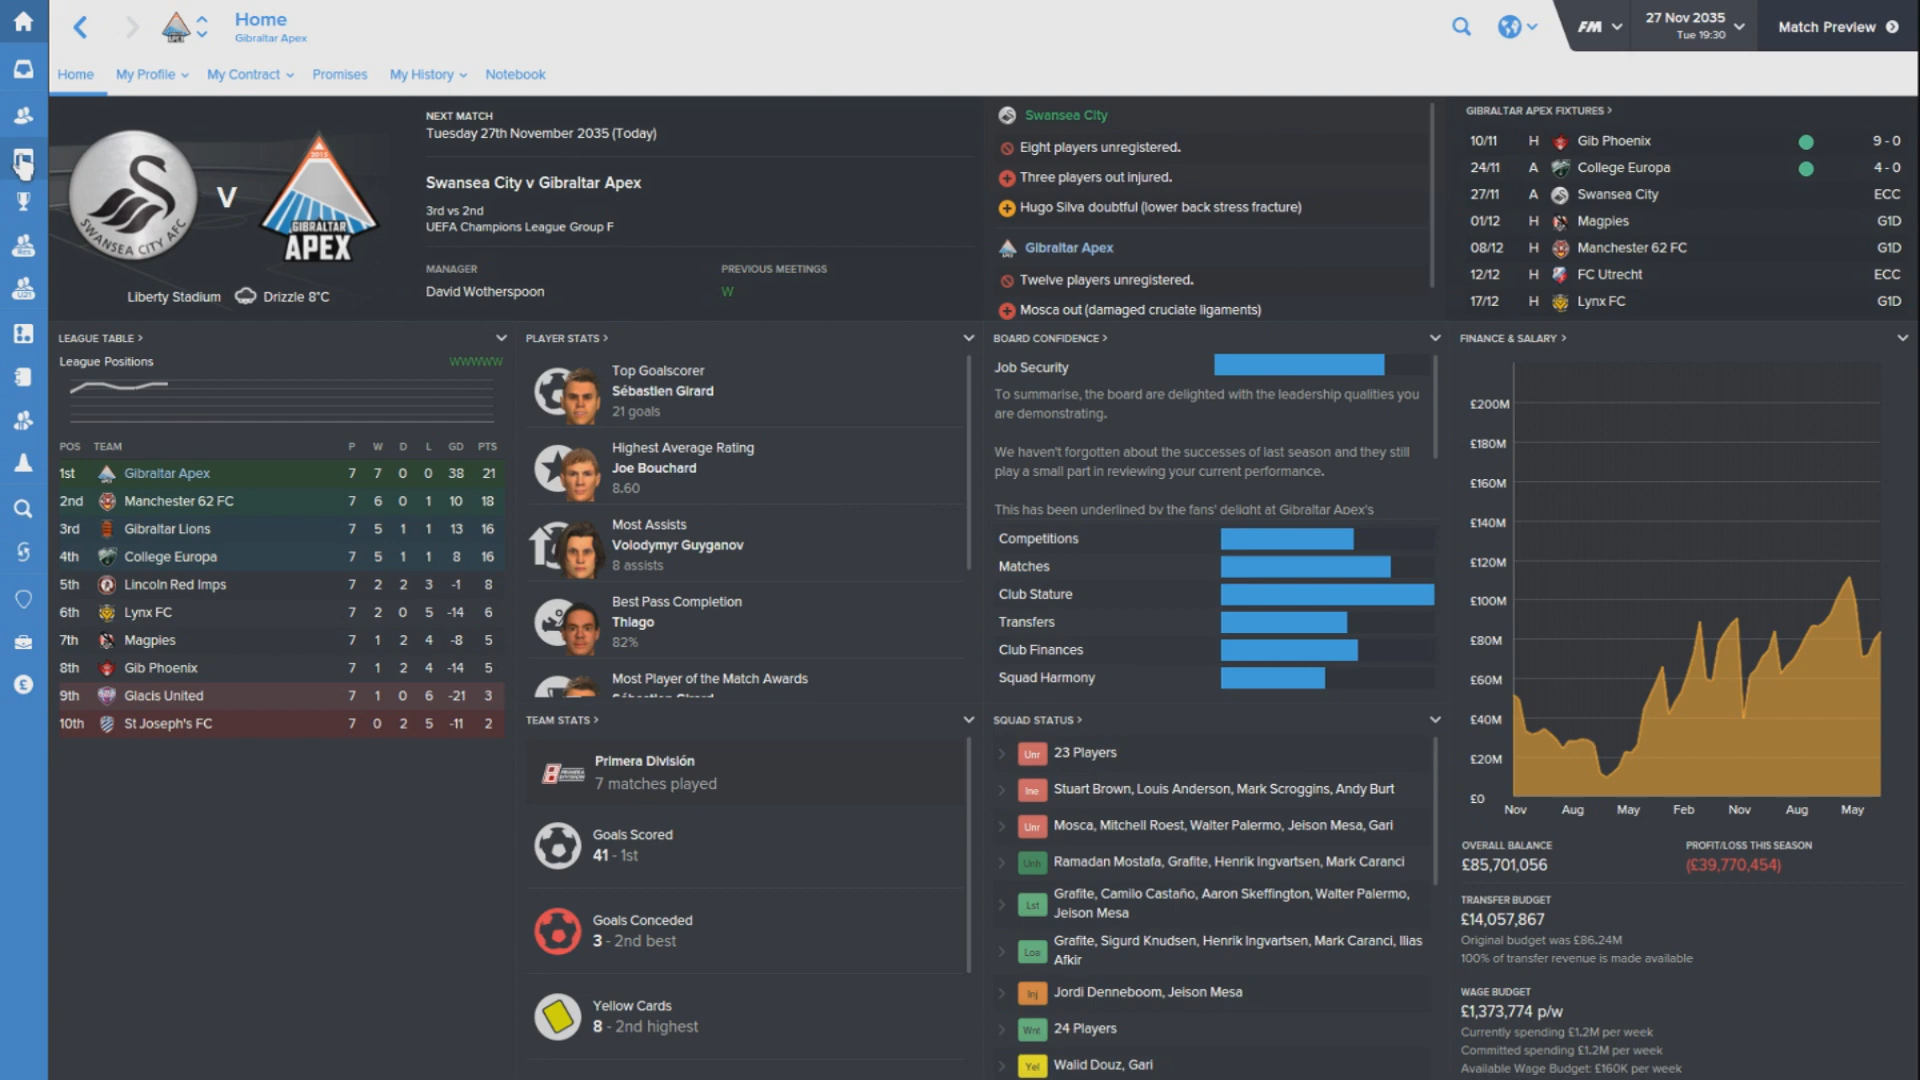 Home
Gibraltar Apex
FM
27 Nov 2035
Tue 19:30
Match Preview
Home
My Profile
My Contract
Promises
My History
Notebook
SWANSEA CITY AFC
V
2013
GIBRALTAR
APEX
Liberty Stadium
Drizzle 8°C
NEXT MATCH
Tuesday 27th November 2035 (Today)
Swansea City v Gibraltar Apex
3rd vs 2nd
UEFA Champions League Group F
MANAGER
David Wotherspoon
PREVIOUS MEETINGS
W
Swansea City
Eight players unregistered.
Three players out injured.
Hugo Silva doubtful (lower back stress fracture)
Gibraltar Apex
Twelve players unregistered.
Mosca out (damaged cruciate ligaments)
GIBRALTAR APEX FIXTURES >
10/11 H Gib Phoenix 9 - 0
24/11 A College Europa 4 - 0
27/11 A Swansea City ECC
01/12 H Magpies G1D
08/12 H Manchester 62 FC G1D
12/12 H FC Utrecht ECC
17/12 H Lynx FC G1D
LEAGUE TABLE >
League Positions WWWWW
POS TEAM P W D L GD PTS
1st Gibraltar Apex 7 7 0 0 38 21
2nd Manchester 62 FC 7 6 0 1 10 18
3rd Gibraltar Lions 7 5 1 1 13 16
4th College Europa 7 5 1 1 8 16
5th Lincoln Red Imps 7 2 2 3 -1 8
6th Lynx FC 7 2 0 5 -14 6
7th Magpies 7 1 2 4 -8 5
8th Gib Phoenix 7 1 2 4 -14 5
9th Glacis United 7 1 0 6 -21 3
10th St Joseph's FC 7 0 2 5 -11 2
PLAYER STATS >
Top Goalscorer
Sébastien Girard
21 goals
Highest Average Rating
Joe Bouchard
8.60
Most Assists
Volodymyr Guyganov
8 assists
Best Pass Completion
Thiago
82%
Most Player of the Match Awards
Sébastien Girard
TEAM STATS >
Primera División
7 matches played
Goals Scored
41 - 1st
Goals Conceded
3 - 2nd best
Yellow Cards
8 - 2nd highest
BOARD CONFIDENCE >
Job Security
To summarise, the board are delighted with the leadership qualities you
are demonstrating.
We haven't forgotten about the successes of last season and they still
play a small part in reviewing your current performance.
This has been underlined by the fans' delight at Gibraltar Apex's
Competitions
Matches
Club Stature
Transfers
Club Finances
Squad Harmony
SQUAD STATUS >
Unr 23 Players
Ine Stuart Brown, Louis Anderson, Mark Scroggins, Andy Burt
Unr Mosca, Mitchell Roest, Walter Palermo, Jeison Mesa, Gari
Unh Ramadan Mostafa, Grafite, Henrik Ingvartsen, Mark Caranci
Lst Grafite, Camilo Castaño, Aaron Skeffington, Walter Palermo,
Jeison Mesa
Loa Grafite, Sigurd Knudsen, Henrik Ingvartsen, Mark Caranci, Ilias
Afkir
Inj Jordi Denneboom, Jeison Mesa
Wnt 24 Players
Yel Walid Douz, Gari
FINANCE & SALARY >
£200M
£180M
£160M
£140M
£120M
£100M
£80M
£60M
£40M
£20M
£0
Nov Aug May Feb Nov Aug May
OVERALL BALANCE
£85,701,056
PROFIT/LOSS THIS SEASON
(£39,770,454)
TRANSFER BUDGET
£14,057,867
Original budget was £86.24M
100% of transfer revenue is made available
WAGE BUDGET
£1,373,774 p/w
Currently spending £1.2M per week
Committed spending £1.2M per week
Available Wage Budget: £160K per week